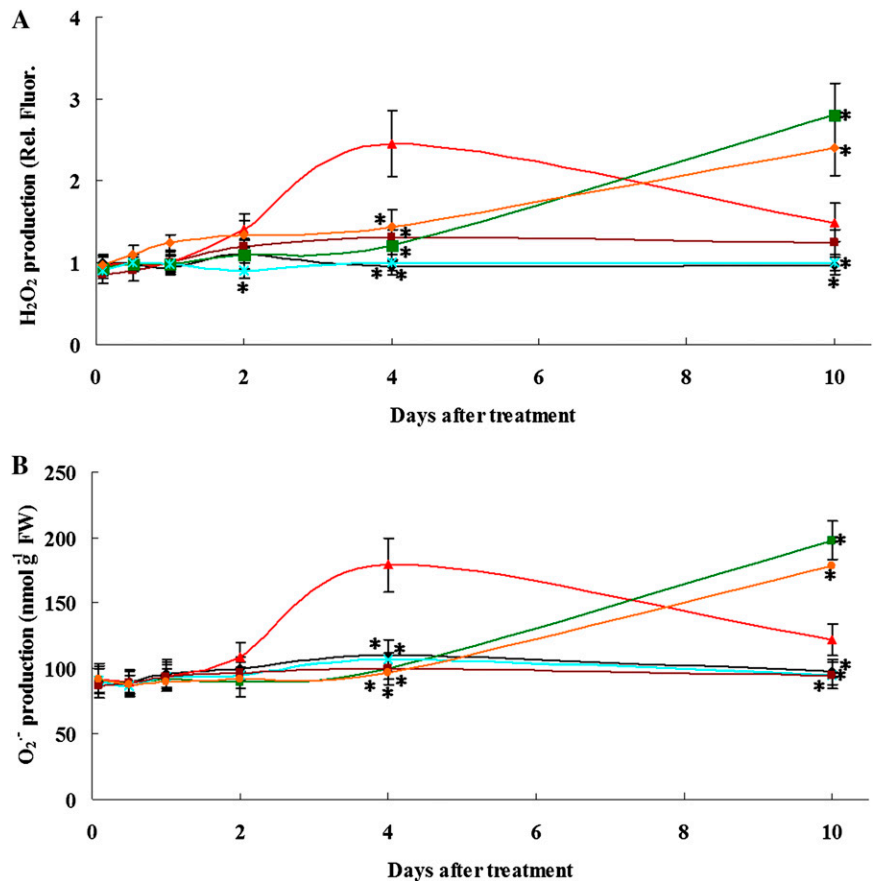 A
H₂O₂ production (Rel. Fluor.
4
3
2
1
0
0 2 4 6 8 10
Days after treatment
B
O₂·⁻ production (nmol g⁻¹ FW)
250
200
150
100
50
0
0 2 4 6 8 10
Days after treatment